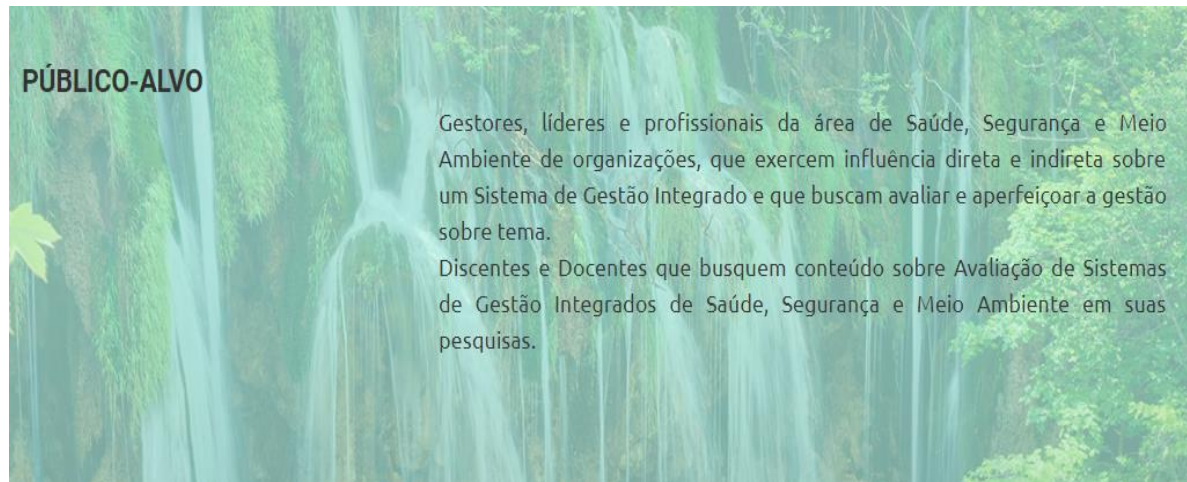 PÚBLICO-ALVO
Gestores, líderes e profissionais da área de Saúde, Segurança e Meio
Ambiente de organizações, que exercem influência direta e indireta sobre
um Sistema de Gestão Integrado e que buscam avaliar e aperfeiçoar a gestão
sobre tema.
Discentes e Docentes que busquem conteúdo sobre Avaliação de Sistemas
de Gestão Integrados de Saúde, Segurança e Meio Ambiente em suas
pesquisas.